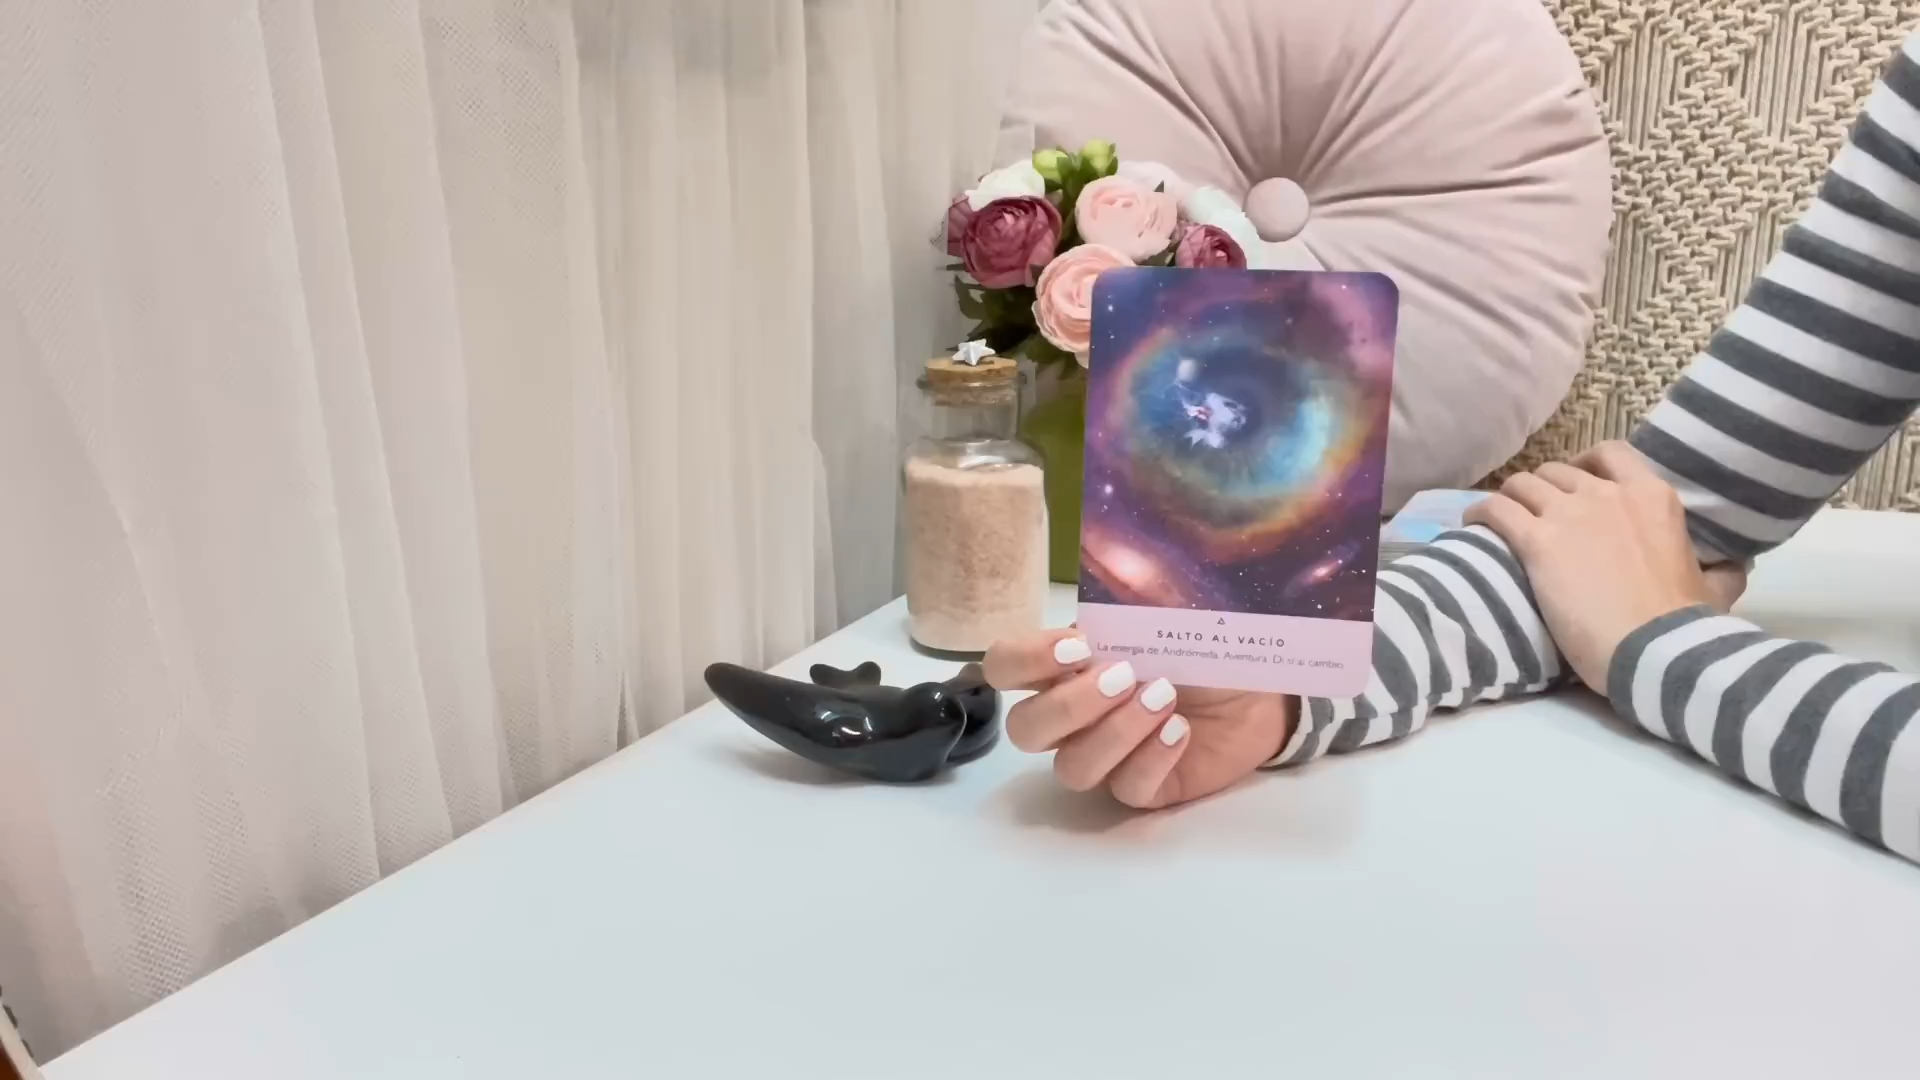 SALTO AL VACÍO
La energía de Andrómeda. Aventura. Di sí al cambio.